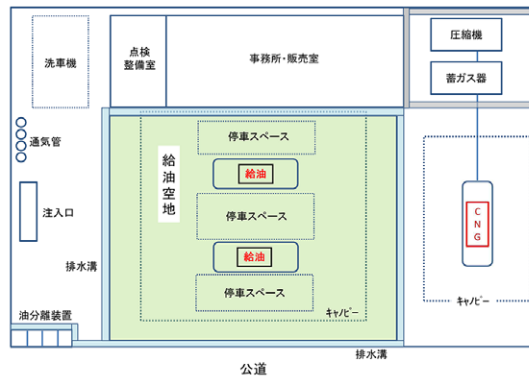 洗車機
点検
整備室
事務所・販売室
圧縮機
蓄ガス器
通気管
注入口
排水溝
油分離装置
給油空地
停車スペース
給油
停車スペース
給油
停車スペース
キャノピー
CNG
キャノピー
排水溝
公道